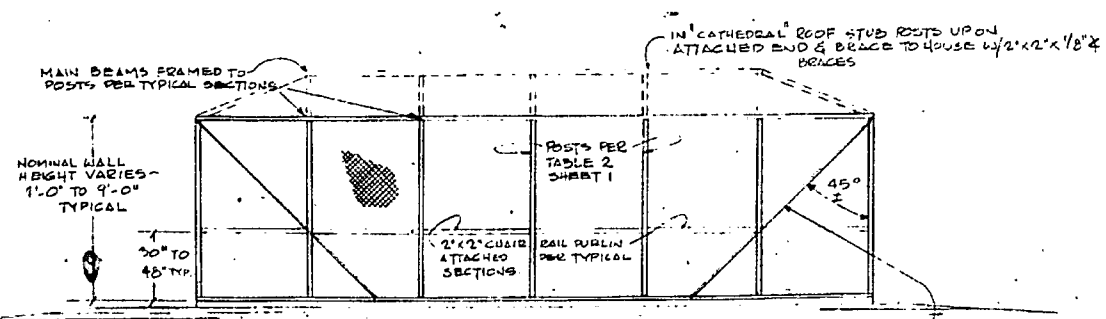 IN "CATHEDRAL" ROOF STUB POSTS UPON
ATTACHED END & BRACE TO HOUSE W/2"x2"x1/8" ∢
BRACES
MAIN BEAMS FRAMED TO
POSTS PER TYPICAL SECTIONS
NOMINAL WALL
HEIGHT VARIES~
7'-0" TO 9'-0"
TYPICAL
POSTS PER
TABLE 2
SHEET 1
45°
±
30" TO
48" TYP.
2"x2" CHAIR RAIL PURLIN
ATTACHED PER TYPICAL
SECTIONS